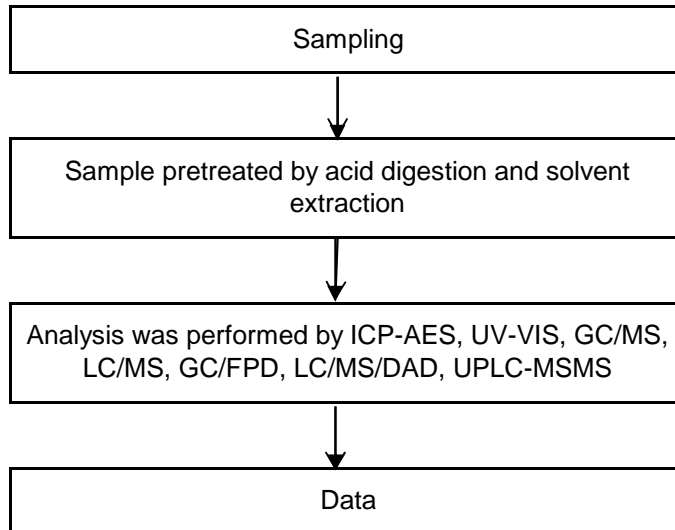 Sampling
Sample pretreated by acid digestion and solvent
extraction
Analysis was performed by ICP-AES, UV-VIS, GC/MS,
LC/MS, GC/FPD, LC/MS/DAD, UPLC-MSMS
Data